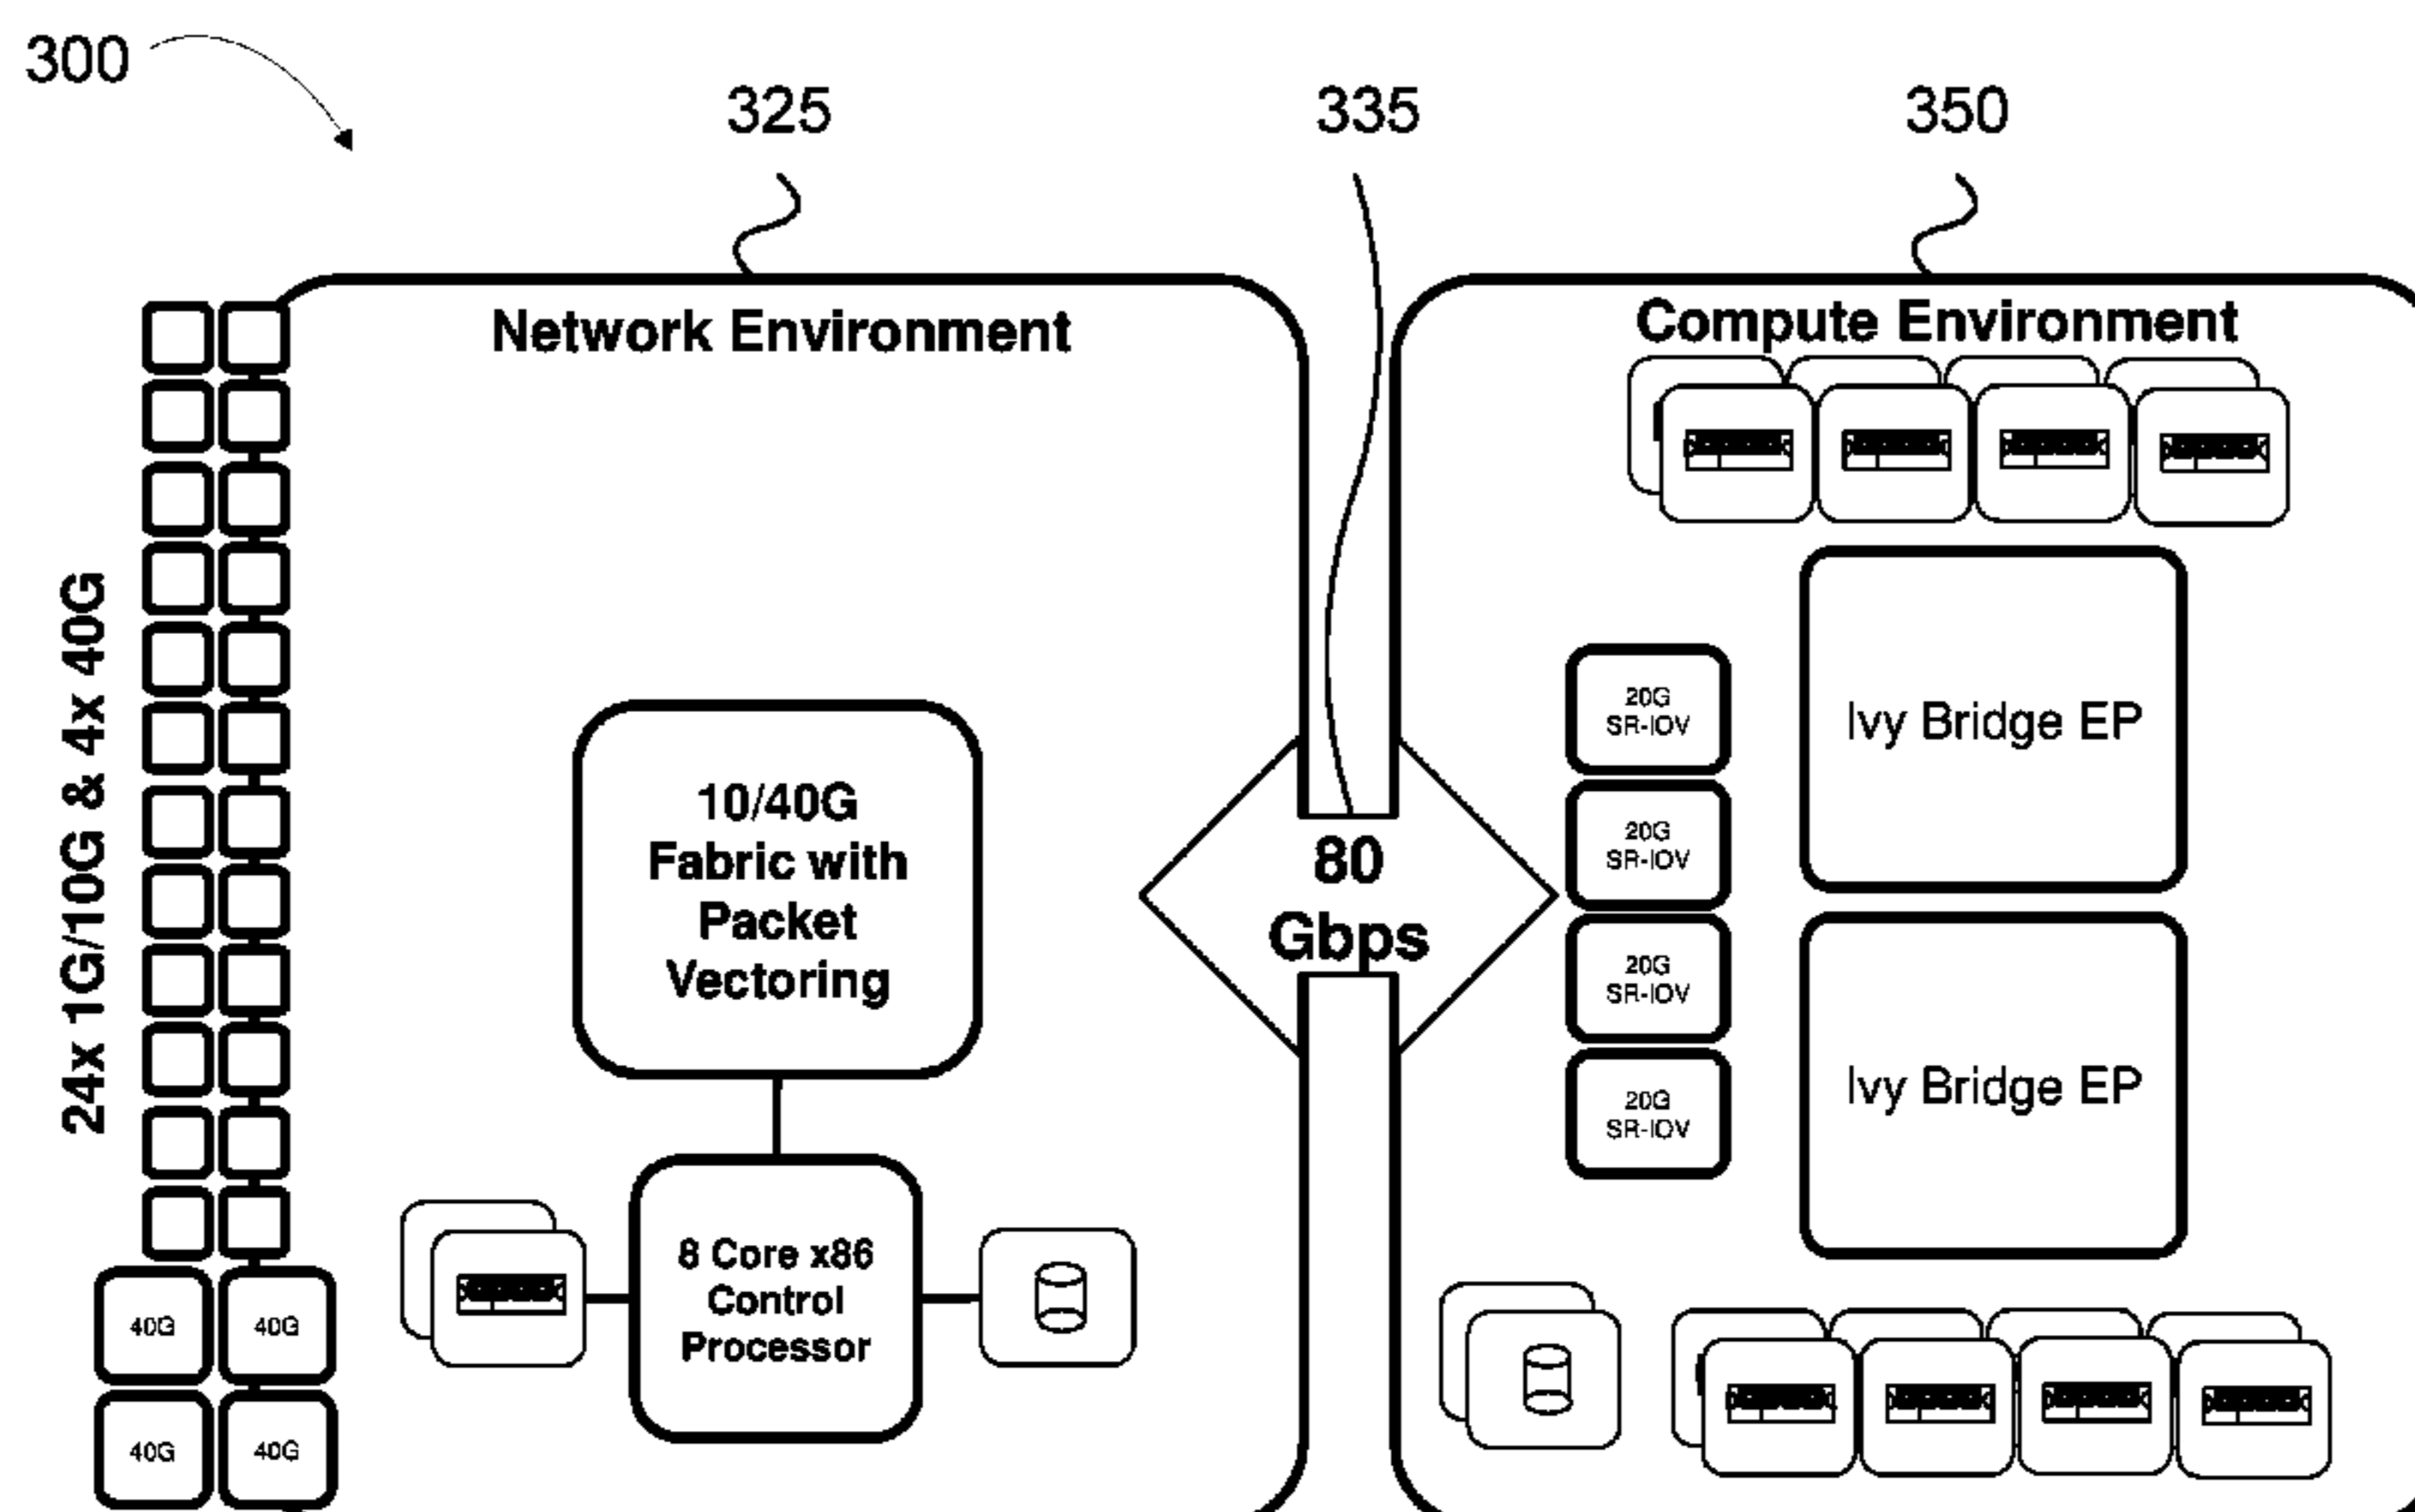 300
325
335
350
Network Environment
Compute Environment
24x 1G/10G & 4x 40G
10/40G
Fabric with
Packet
Vectoring
80
Gbps
20G
SR-IOV
20G
SR-IOV
20G
SR-IOV
20G
SR-IOV
Ivy Bridge EP
Ivy Bridge EP
8 Core x86
Control
Processor
40G
40G
40G
40G